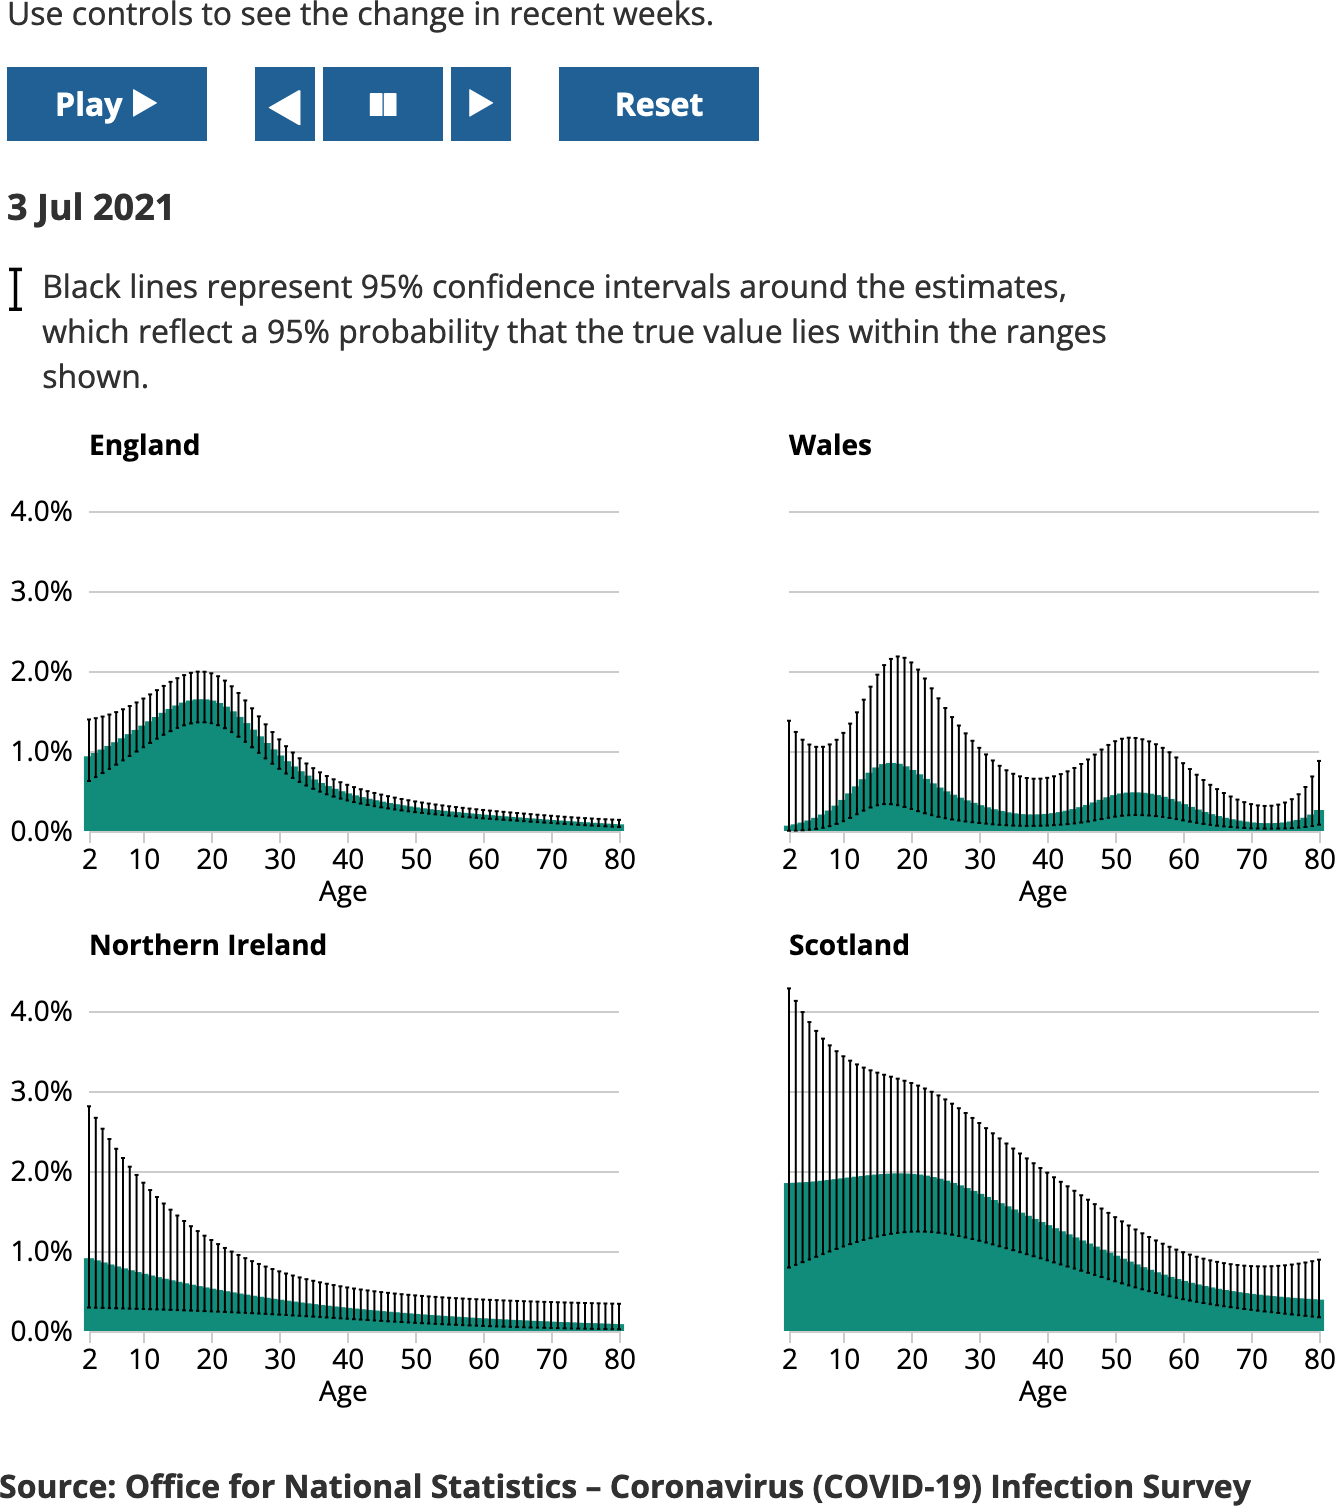 Use controls to see the change in recent weeks.
Play ▶ ◀ ▶ Reset
3 Jul 2021
Black lines represent 95% confidence intervals around the estimates,
which reflect a 95% probability that the true value lies within the ranges
shown.
England
4.0%
3.0%
2.0%
1.0%
0.0%
2 10 20 30 40 50 60 70 80
Age
Wales
2 10 20 30 40 50 60 70 80
Age
Northern Ireland
4.0%
3.0%
2.0%
1.0%
0.0%
2 10 20 30 40 50 60 70 80
Age
Scotland
2 10 20 30 40 50 60 70 80
Age
Source: Office for National Statistics – Coronavirus (COVID-19) Infection Survey